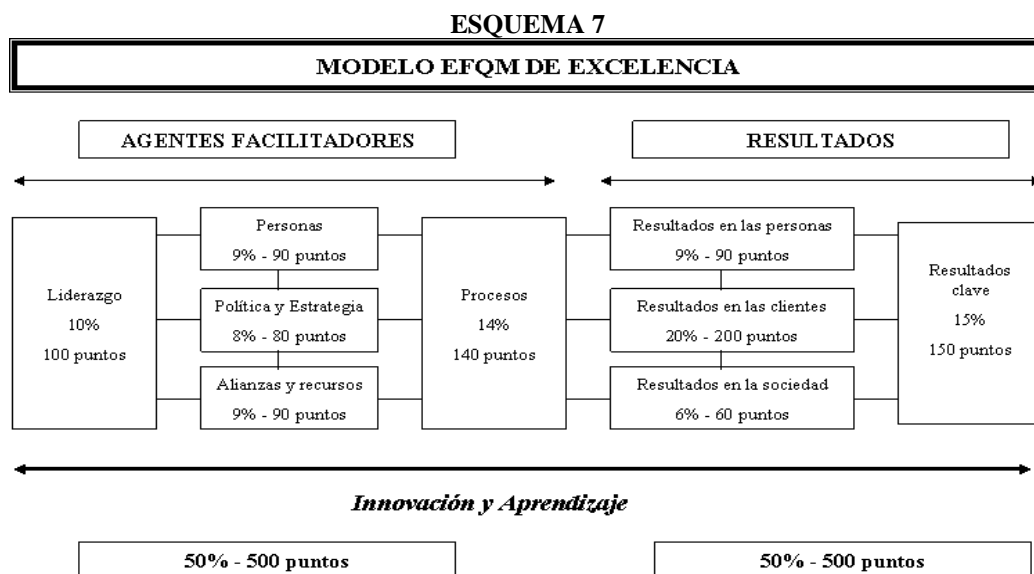 ESQUEMA 7
MODELO EFQM DE EXCELENCIA
AGENTES FACILITADORES
RESULTADOS
Liderazgo
10%
100 puntos
Personas
9% - 90 puntos
Política y Estrategia
8% - 80 puntos
Alianzas y recursos
9% - 90 puntos
Procesos
14%
140 puntos
Resultados en las personas
9% - 90 puntos
Resultados en las clientes
20% - 200 puntos
Resultados en la sociedad
6% - 60 puntos
Resultados
clave
15%
150 puntos
Innovación y Aprendizaje
50% - 500 puntos
50% - 500 puntos